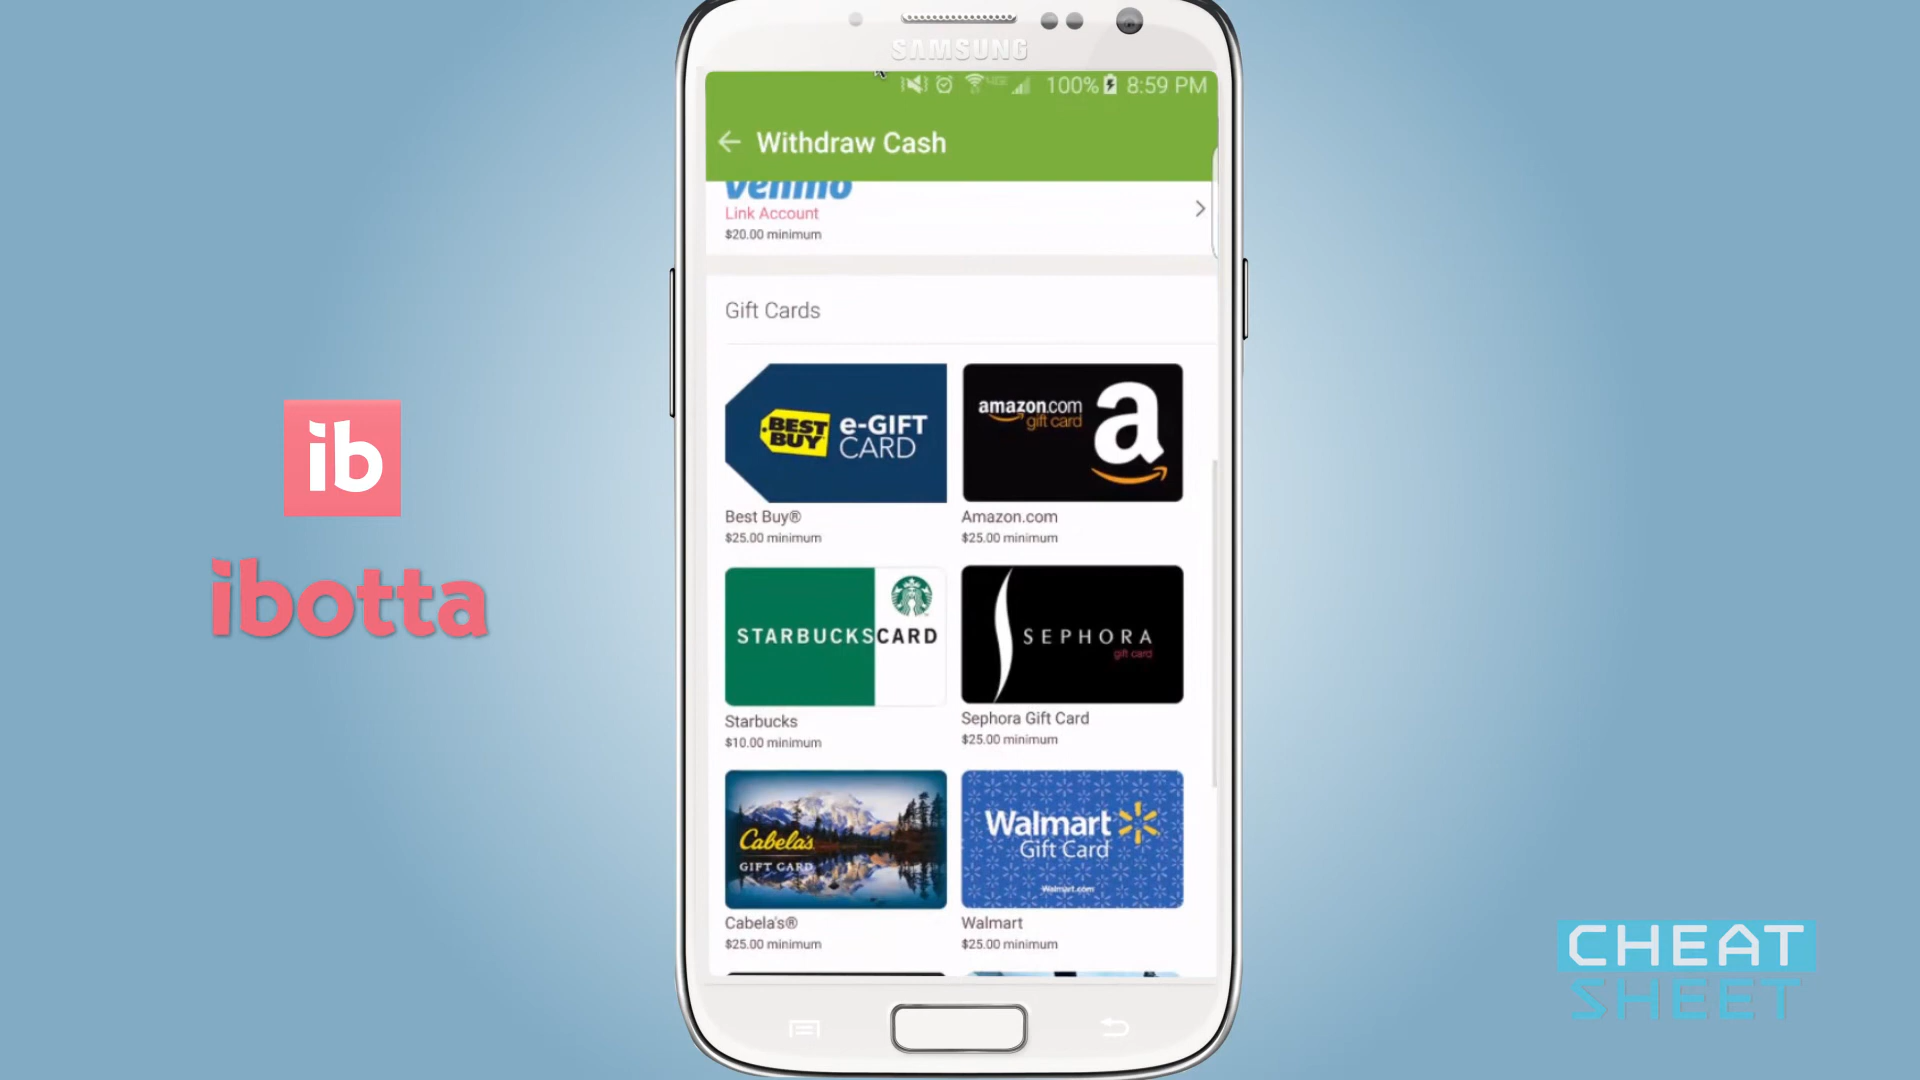 SAMSUNG
100% 8:59 PM
Withdraw Cash
venmo
Link Account
$20.00 minimum
Gift Cards
BEST BUY
e-GIFT CARD
amazon.com
gift card
a
Best Buy®
$25.00 minimum
Amazon.com
$25.00 minimum
STARBUCKS CARD
SEPHORA
gift card
Starbucks
$10.00 minimum
Sephora Gift Card
$25.00 minimum
Cabela's
GIFT CARD
Walmart
Gift Card
Walmart.com
Cabela's®
$25.00 minimum
Walmart
$25.00 minimum
ib
ibotta
CHEAT
SHEET